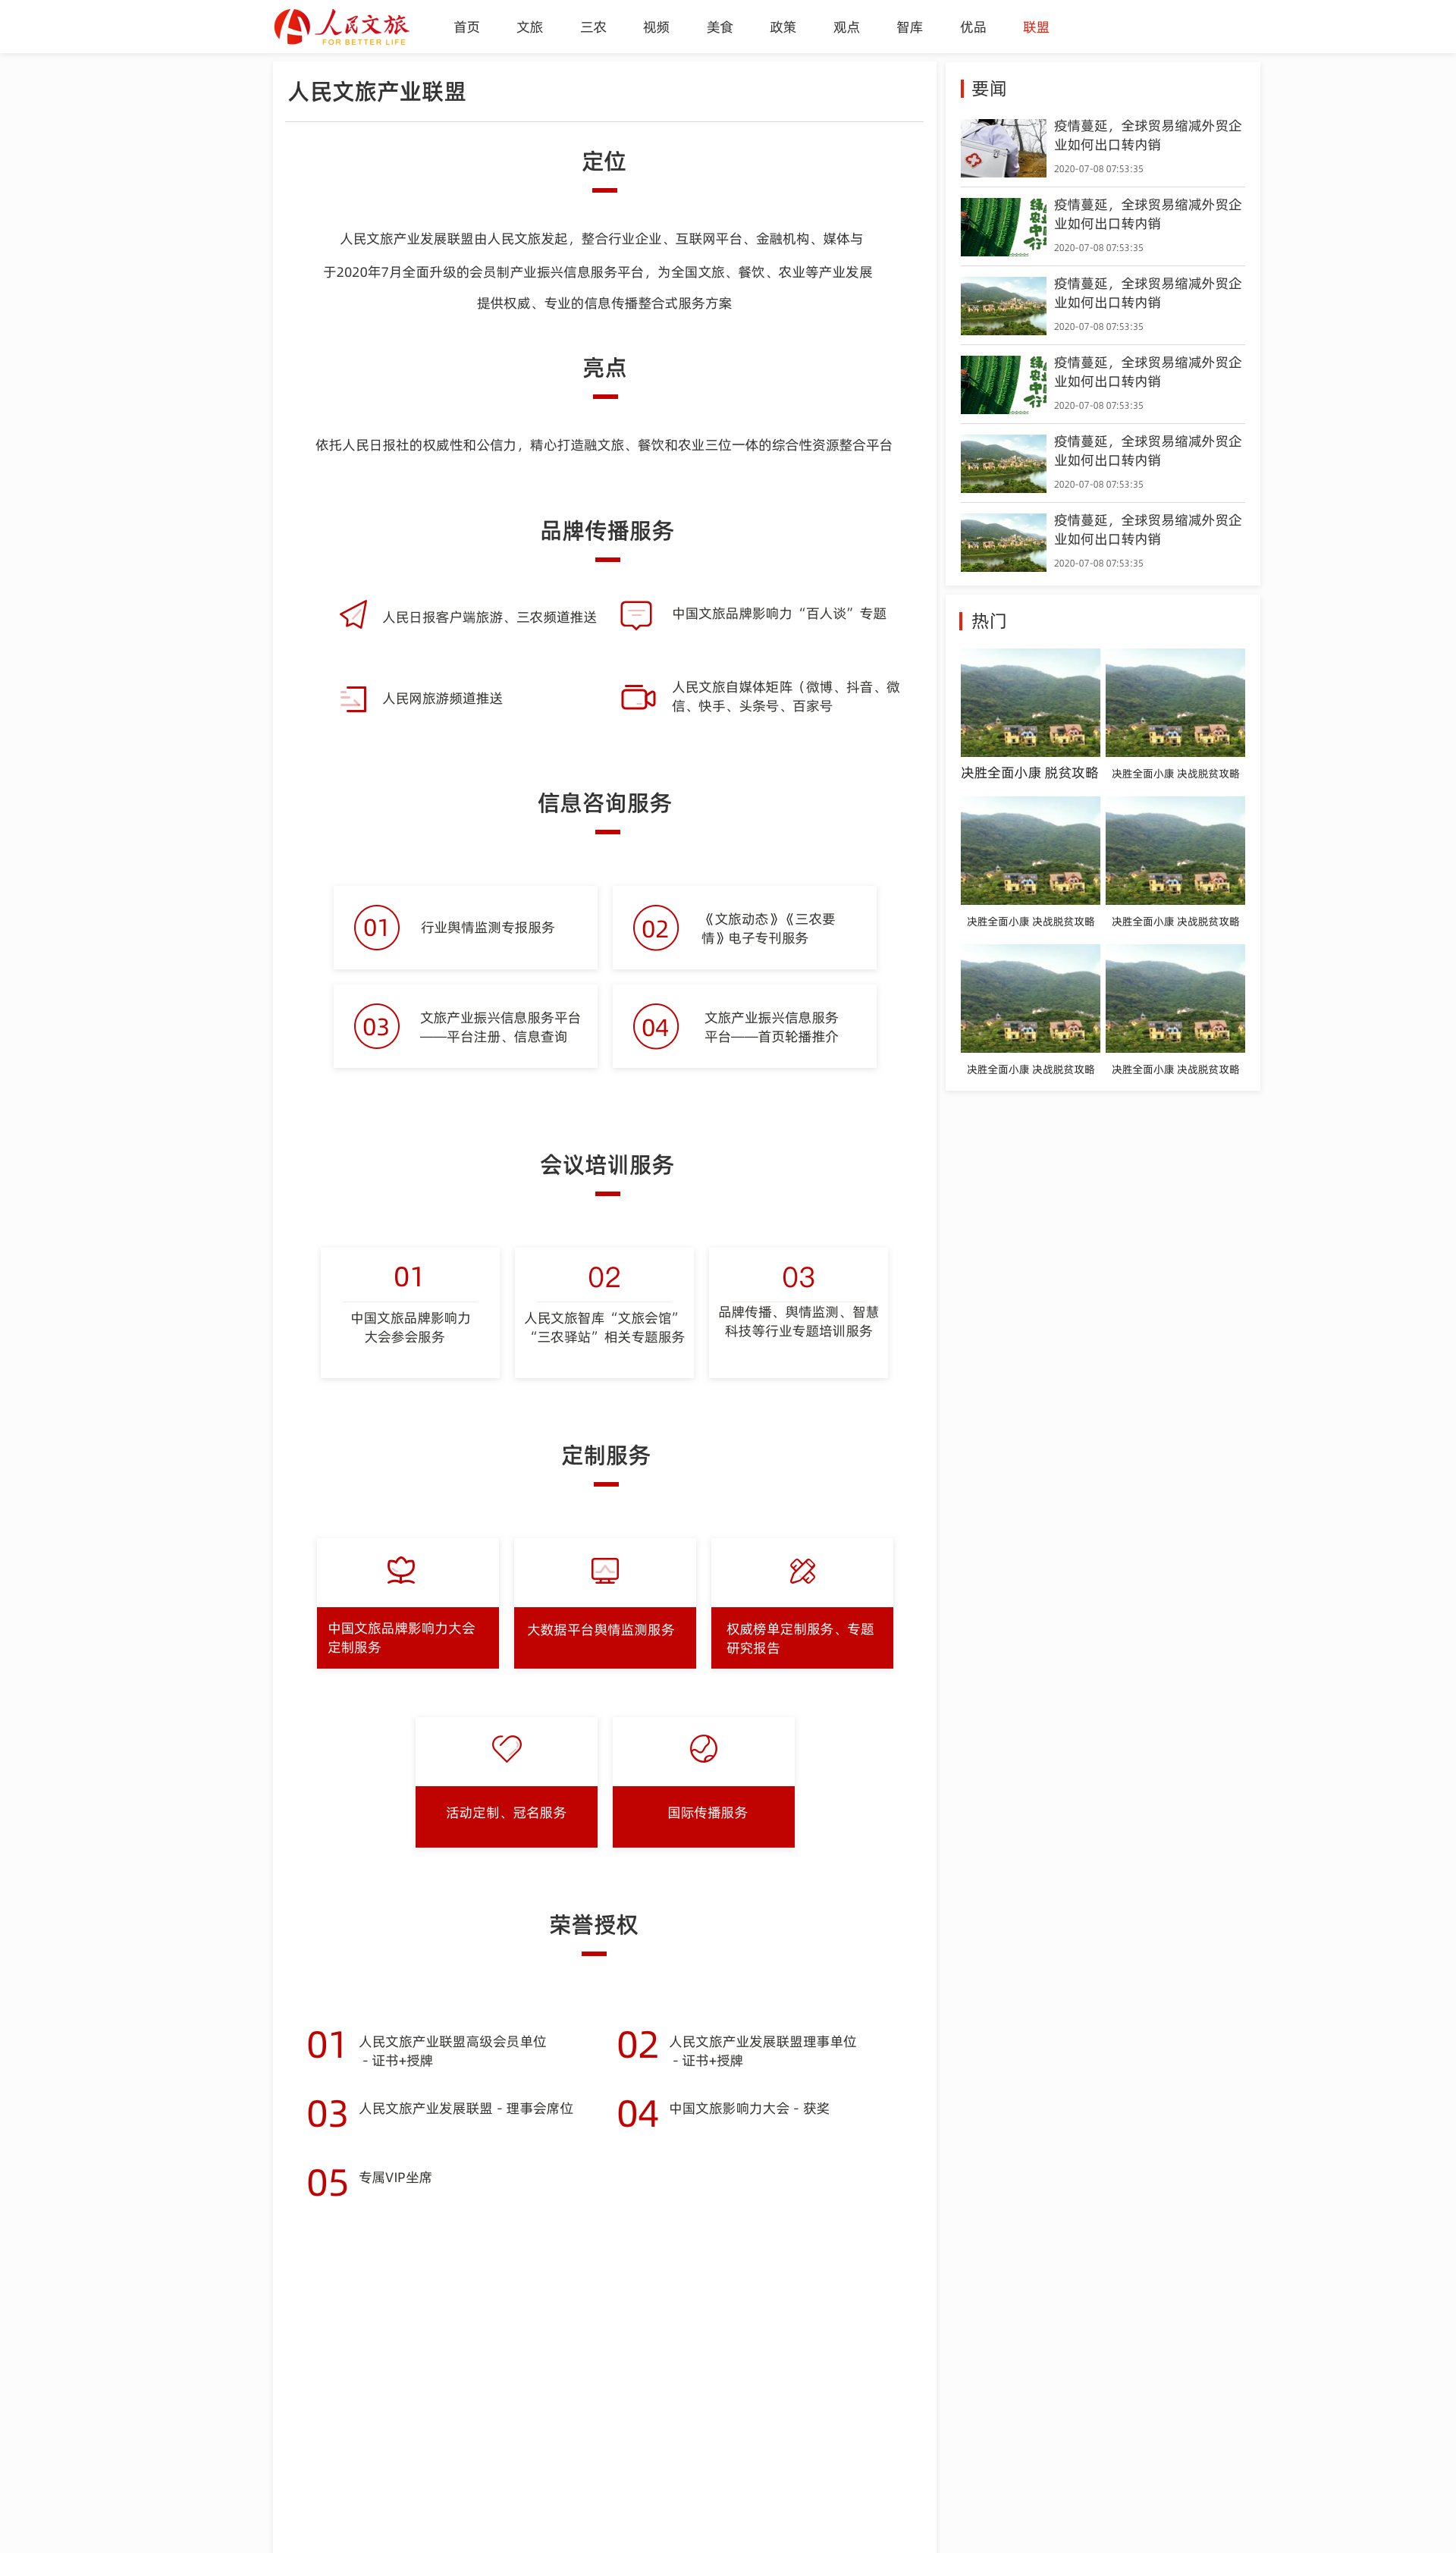 人民文旅
FOR BETTER LIFE
首页 文旅 三农 视频 美食 政策 观点 智库 优品 联盟
人民文旅产业联盟
定位
人民文旅产业发展联盟由人民文旅发起，整合行业企业、互联网平台、金融机构、媒体与
于2020年7月全面升级的会员制产业振兴信息服务平台，为全国文旅、餐饮、农业等产业发展
提供权威、专业的信息传播整合式服务方案
亮点
依托人民日报社的权威性和公信力，精心打造融文旅、餐饮和农业三位一体的综合性资源整合平台
品牌传播服务
人民日报客户端旅游、三农频道推送
中国文旅品牌影响力“百人谈”专题
人民网旅游频道推送
人民文旅自媒体矩阵（微博、抖音、微
信、快手、头条号、百家号
信息咨询服务
01
行业舆情监测专报服务
02
《文旅动态》《三农要
情》电子专刊服务
03
文旅产业振兴信息服务平台
——平台注册、信息查询
04
文旅产业振兴信息服务
平台——首页轮播推介
会议培训服务
01
中国文旅品牌影响力
大会参会服务
02
人民文旅智库“文旅会馆”
“三农驿站”相关专题服务
03
品牌传播、舆情监测、智慧
科技等行业专题培训服务
定制服务
中国文旅品牌影响力大会
定制服务
大数据平台舆情监测服务
权威榜单定制服务、专题
研究报告
活动定制、冠名服务
国际传播服务
荣誉授权
01
人民文旅产业联盟高级会员单位
- 证书+授牌
02
人民文旅产业发展联盟理事单位
- 证书+授牌
03
人民文旅产业发展联盟 - 理事会席位
04
中国文旅影响力大会 - 获奖
05
专属VIP坐席
要闻
疫情蔓延，全球贸易缩减外贸企
业如何出口转内销
2020-07-08 07:53:35
疫情蔓延，全球贸易缩减外贸企
业如何出口转内销
2020-07-08 07:53:35
疫情蔓延，全球贸易缩减外贸企
业如何出口转内销
2020-07-08 07:53:35
疫情蔓延，全球贸易缩减外贸企
业如何出口转内销
2020-07-08 07:53:35
疫情蔓延，全球贸易缩减外贸企
业如何出口转内销
2020-07-08 07:53:35
疫情蔓延，全球贸易缩减外贸企
业如何出口转内销
2020-07-08 07:53:35
热门
决胜全面小康 脱贫攻略
决胜全面小康 决战脱贫攻略
决胜全面小康 决战脱贫攻略
决胜全面小康 决战脱贫攻略
决胜全面小康 决战脱贫攻略
决胜全面小康 决战脱贫攻略